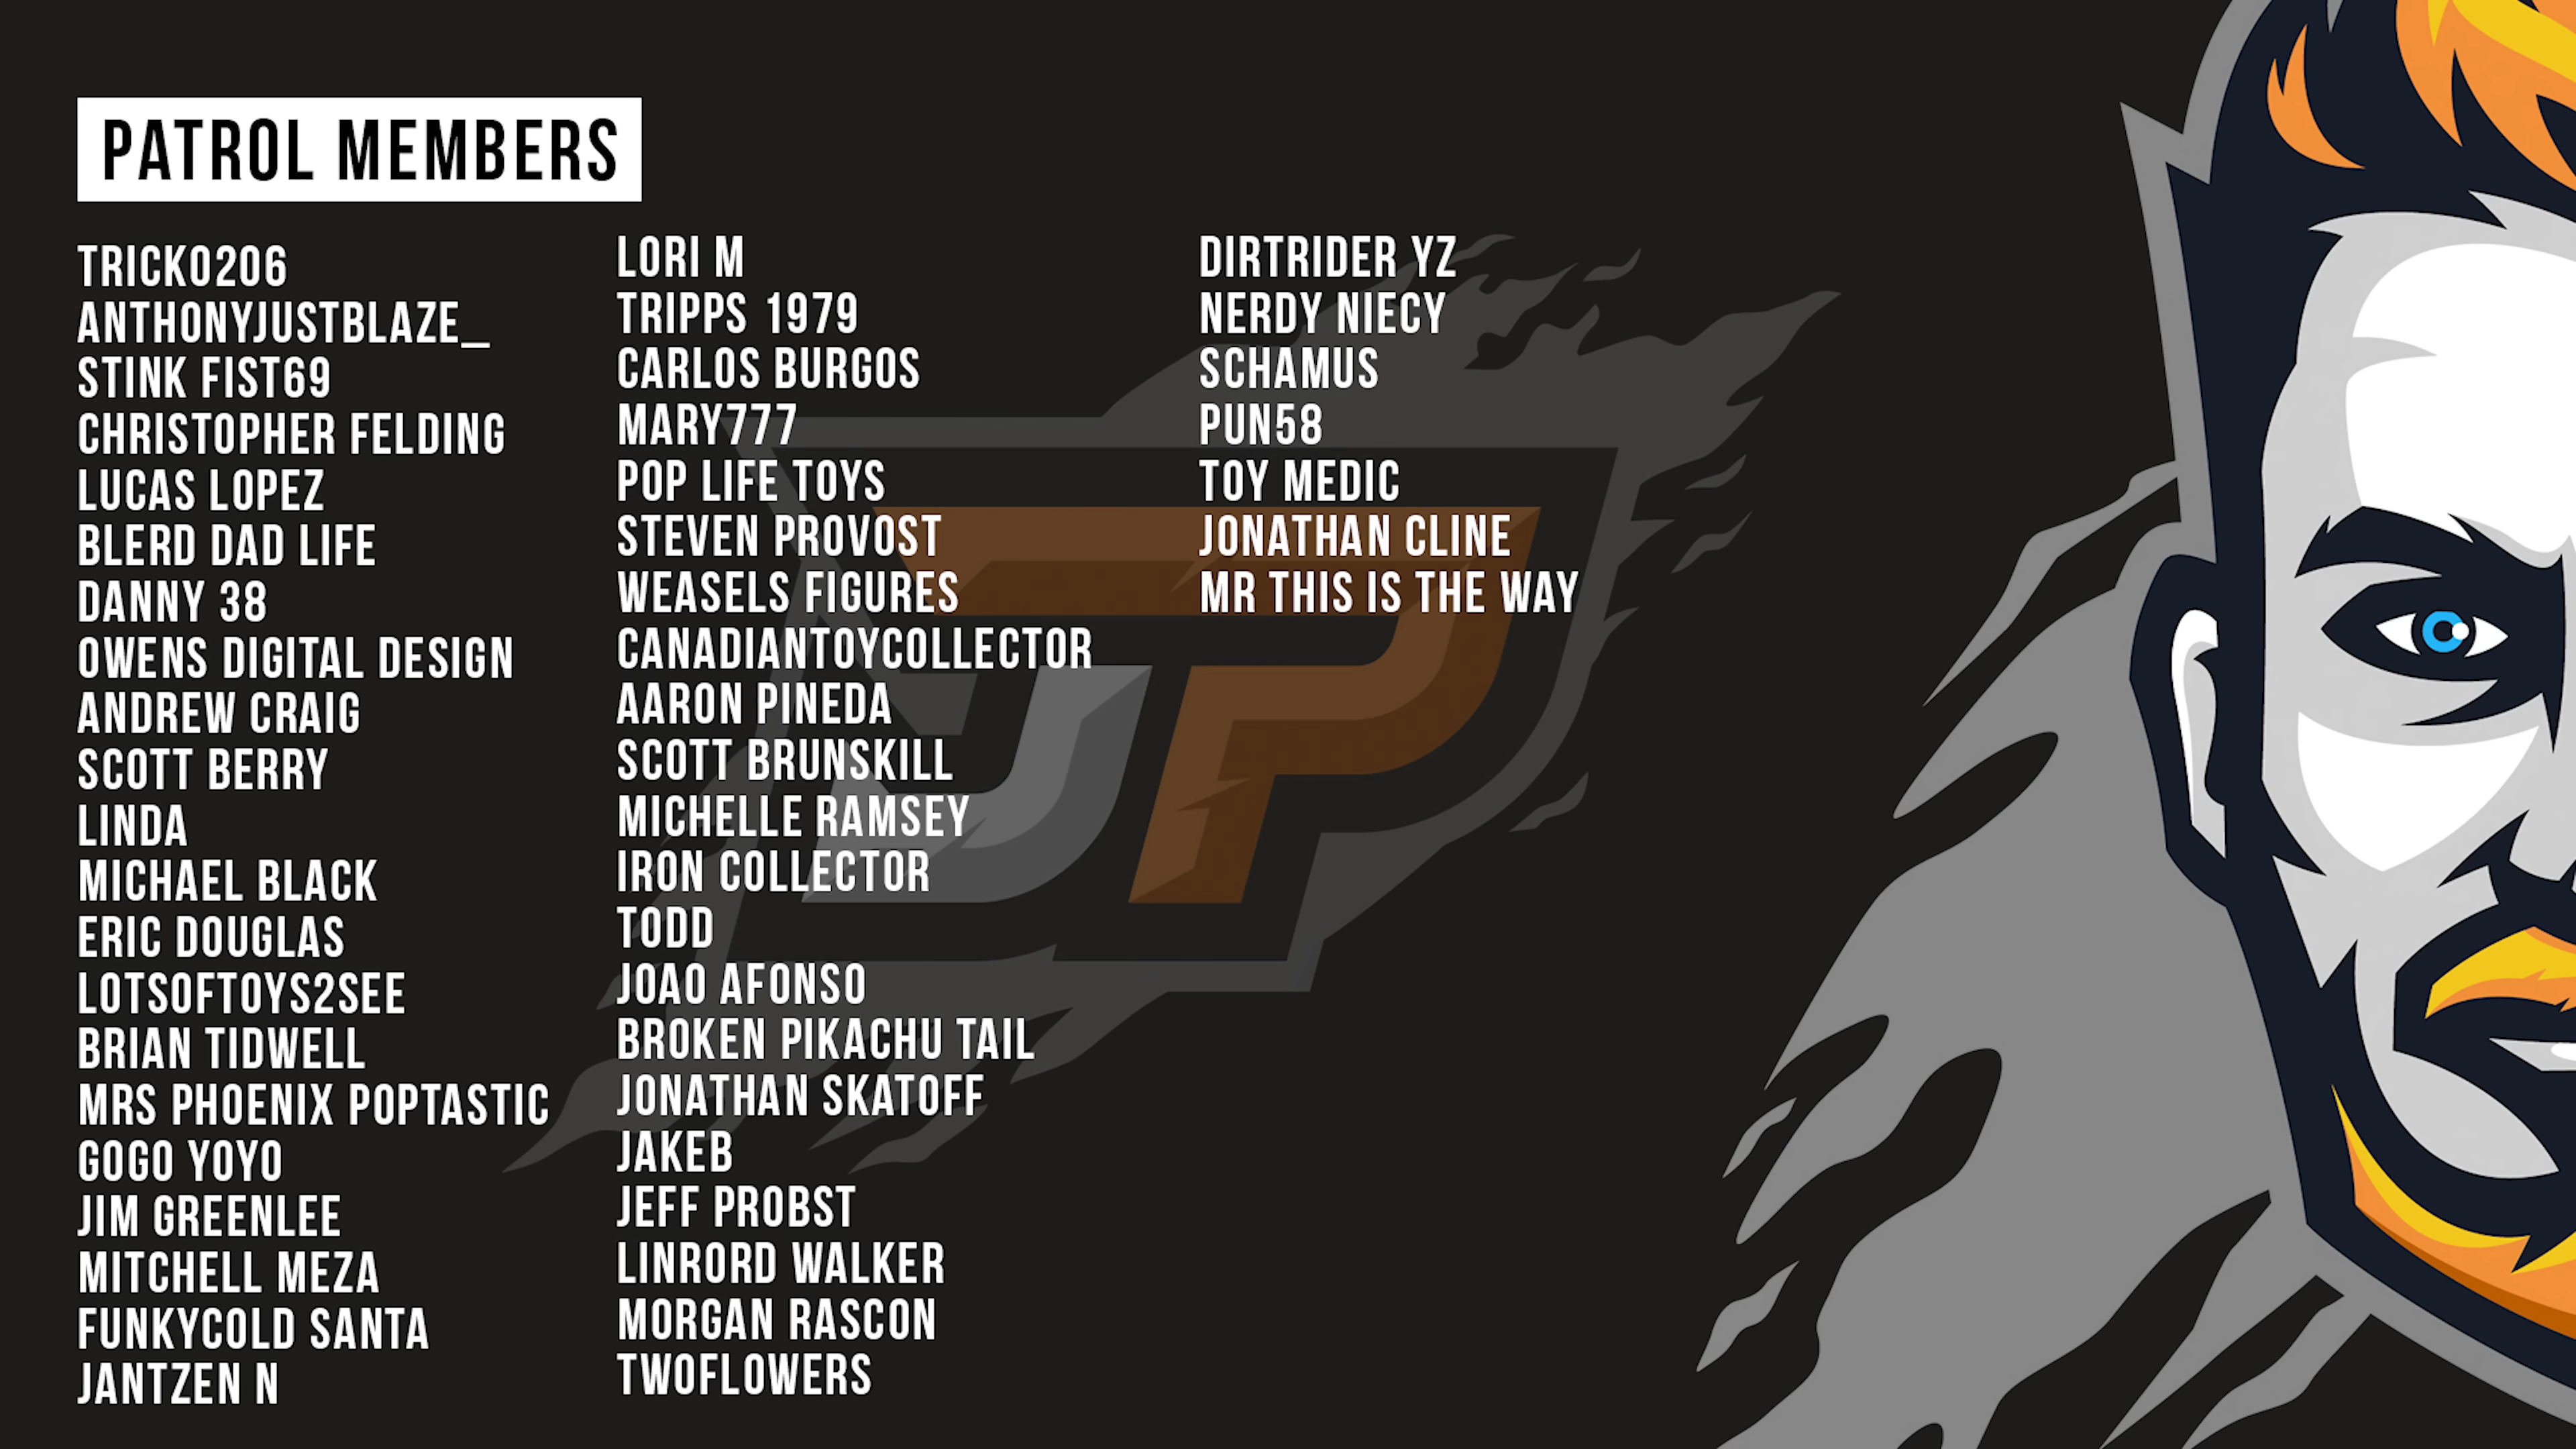 PATROL MEMBERS
TRICKO206
ANTHONYJUSTBLAZE_
STINK FIST69
CHRISTOPHER FELDING
LUCAS LOPEZ
BLERD DAD LIFE
DANNY 38
OWENS DIGITAL DESIGN
ANDREW CRAIG
SCOTT BERRY
LINDA
MICHAEL BLACK
ERIC DOUGLAS
LOTSOFTOYS2SEE
BRIAN TIDWELL
MRS PHOENIX POPTASTIC
GOGO YOYO
JIM GREENLEE
MITCHELL MEZA
FUNKYCOLD SANTA
JANTZEN N
LORI M
TRIPPS 1979
CARLOS BURGOS
MARY777
POP LIFE TOYS
STEVEN PROVOST
WEASELS FIGURES
CANADIANTOYCOLLECTOR
AARON PINEDA
SCOTT BRUNSKILL
MICHELLE RAMSEY
IRON COLLECTOR
TODD
JOAO AFONSO
BROKEN PIKACHU TAIL
JONATHAN SKATOFF
JAKEB
JEFF PROBST
LINRORD WALKER
MORGAN RASCON
TWOFLOWERS
DIRTRIDER YZ
NERDY NIECY
SCHAMUS
PUN58
TOY MEDIC
JONATHAN CLINE
MR THIS IS THE WAY
JP